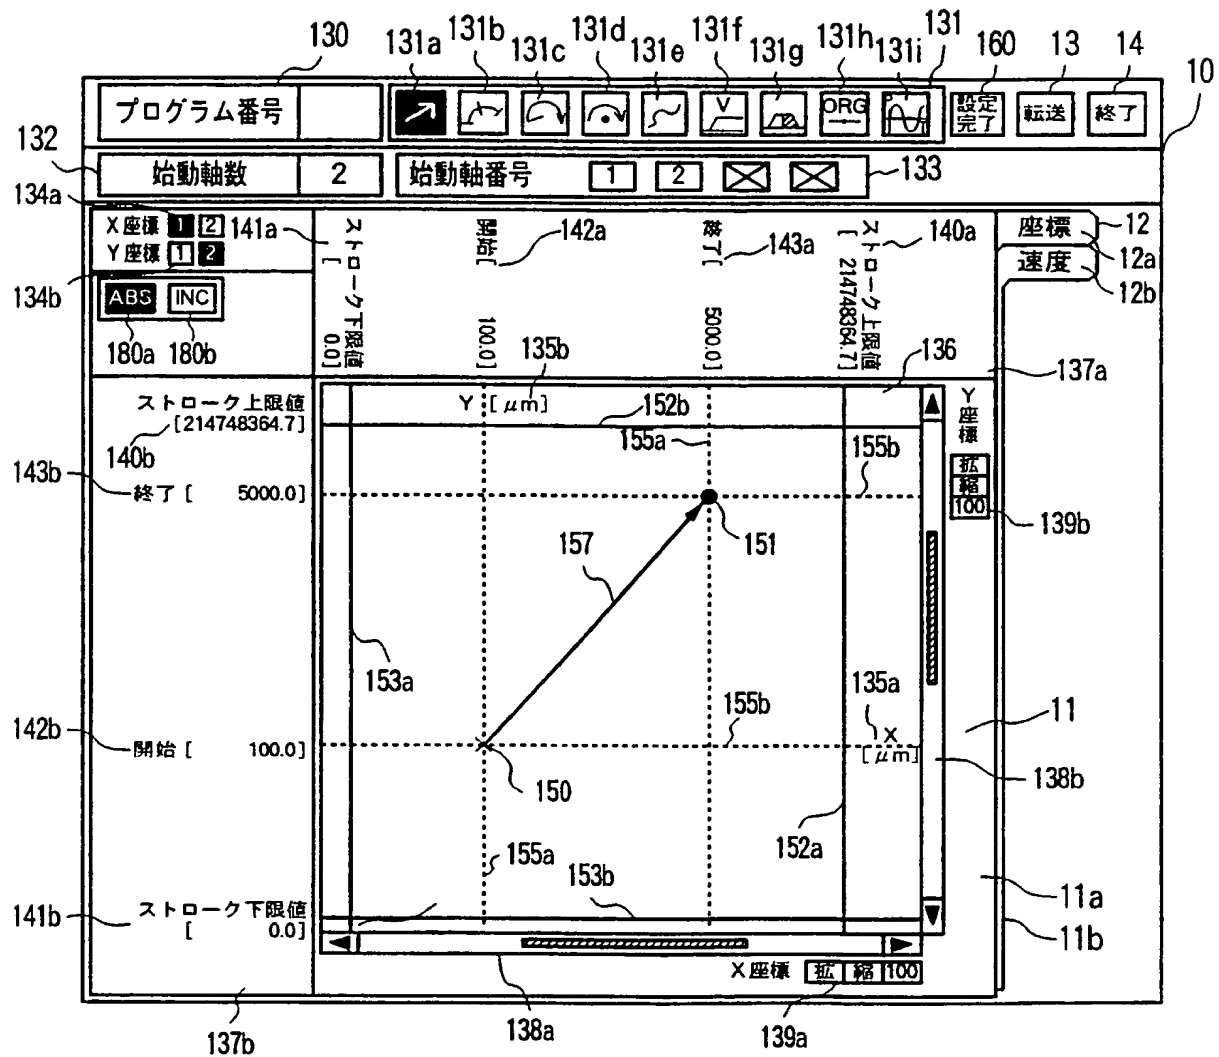 130 131a 131b 131c 131d 131e 131f 131g 131h 131i 131 160 13 14
10
プログラム番号
V
ORG
設定
完了
転送
終了
132
始動軸数 2
始動軸番号 1 2
133
134a
X座標 1 2
Y座標 1 2
134b
ABS INC
180a 180b
141a
ストローク下限値
[ 0.0]
142a
開始[ 100.0]
143a
終了[ 5000.0]
140a
ストローク上限値
[ 214748364.7]
座標 12
12a
速度
12b
135b
136
137a
ストローク上限値
[214748364.7]
140b
143b
終了 [ 5000.0]
Y [μm]
152b
155a
155b
Y座標
拡
縮
100
139b
151
157
153a
135a
X
[μm]
155b
11
138b
142b
開始 [ 100.0]
150
155a
153b
152a
11a
11b
141b
ストローク下限値
[ 0.0]
X座標 拡 縮 100
137b
138a
139a